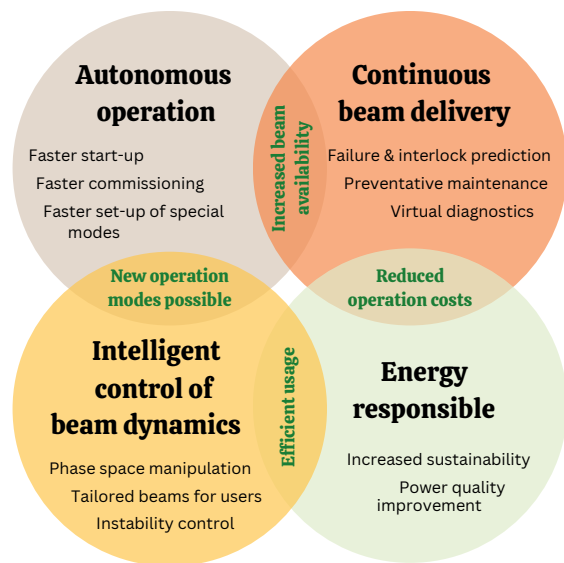 Autonomous
operation
Faster start-up
Faster commissioning
Faster set-up of special
modes
Increased beam
availability
Continuous
beam delivery
Failure & interlock prediction
Preventative maintenance
Virtual diagnostics
New operation
modes possible
Reduced
operation costs
Intelligent
control of
beam dynamics
Phase space manipulation
Tailored beams for users
Instability control
Efficient usage
Energy
responsible
Increased sustainability
Power quality
improvement